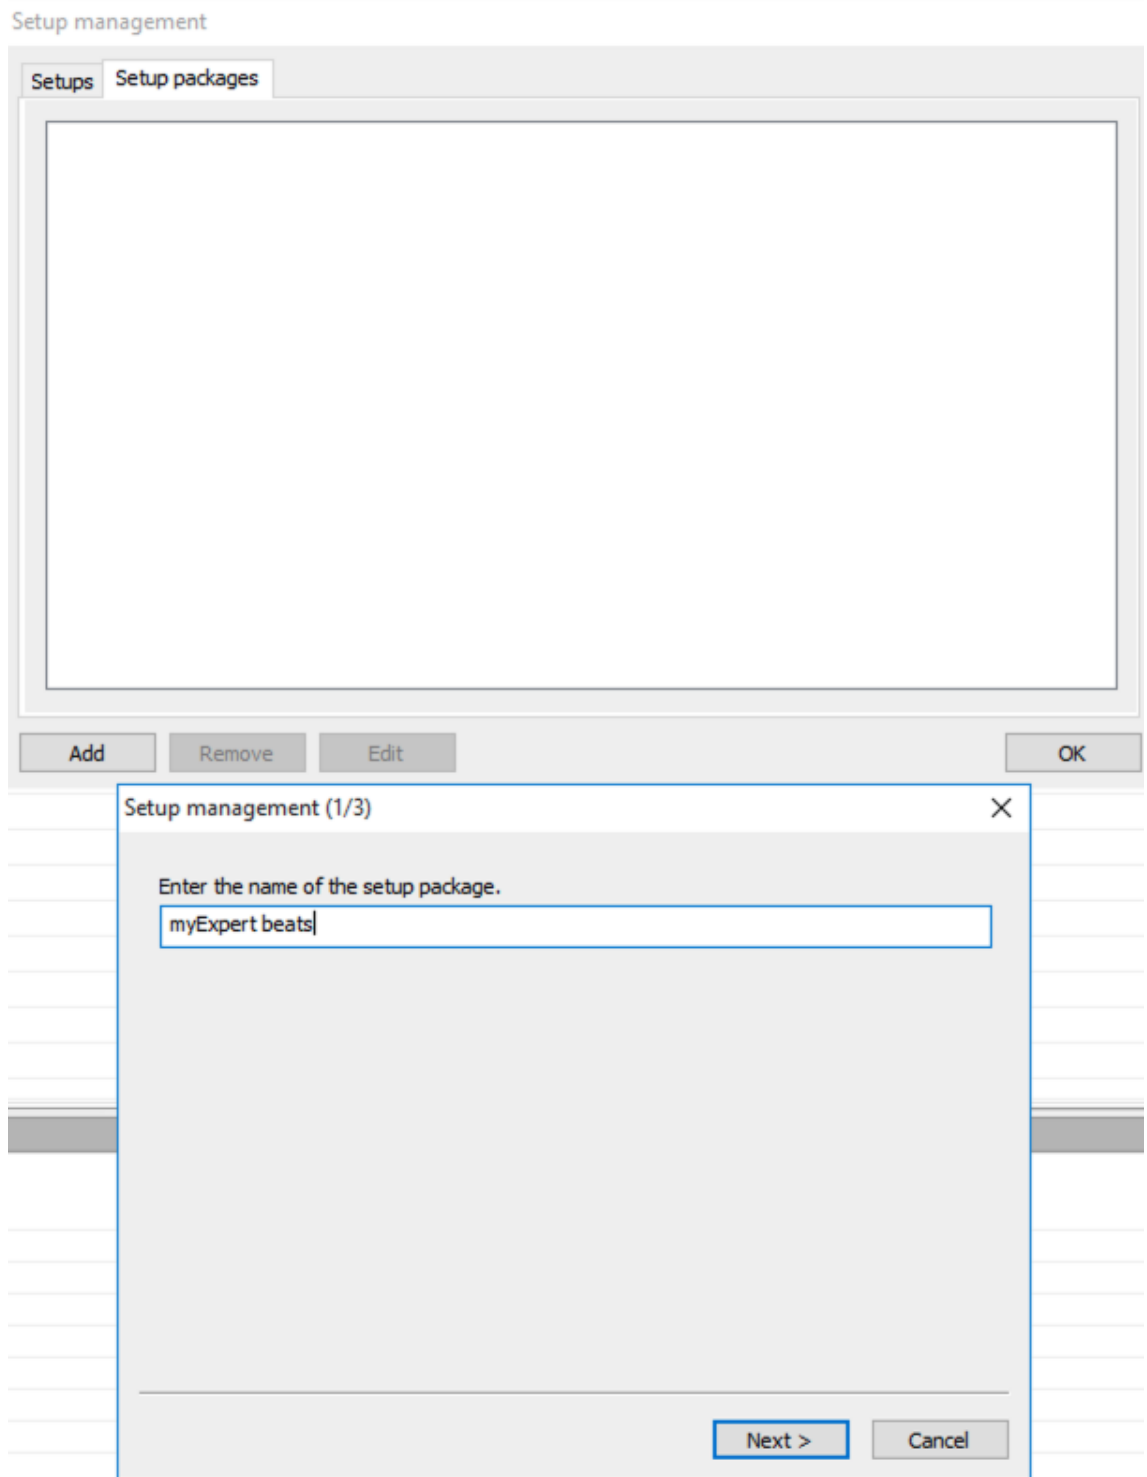 Setup management
Setups Setup packages
Add Remove Edit OK
Setup management (1/3)
Enter the name of the setup package.
myExpert beats
Next > Cancel